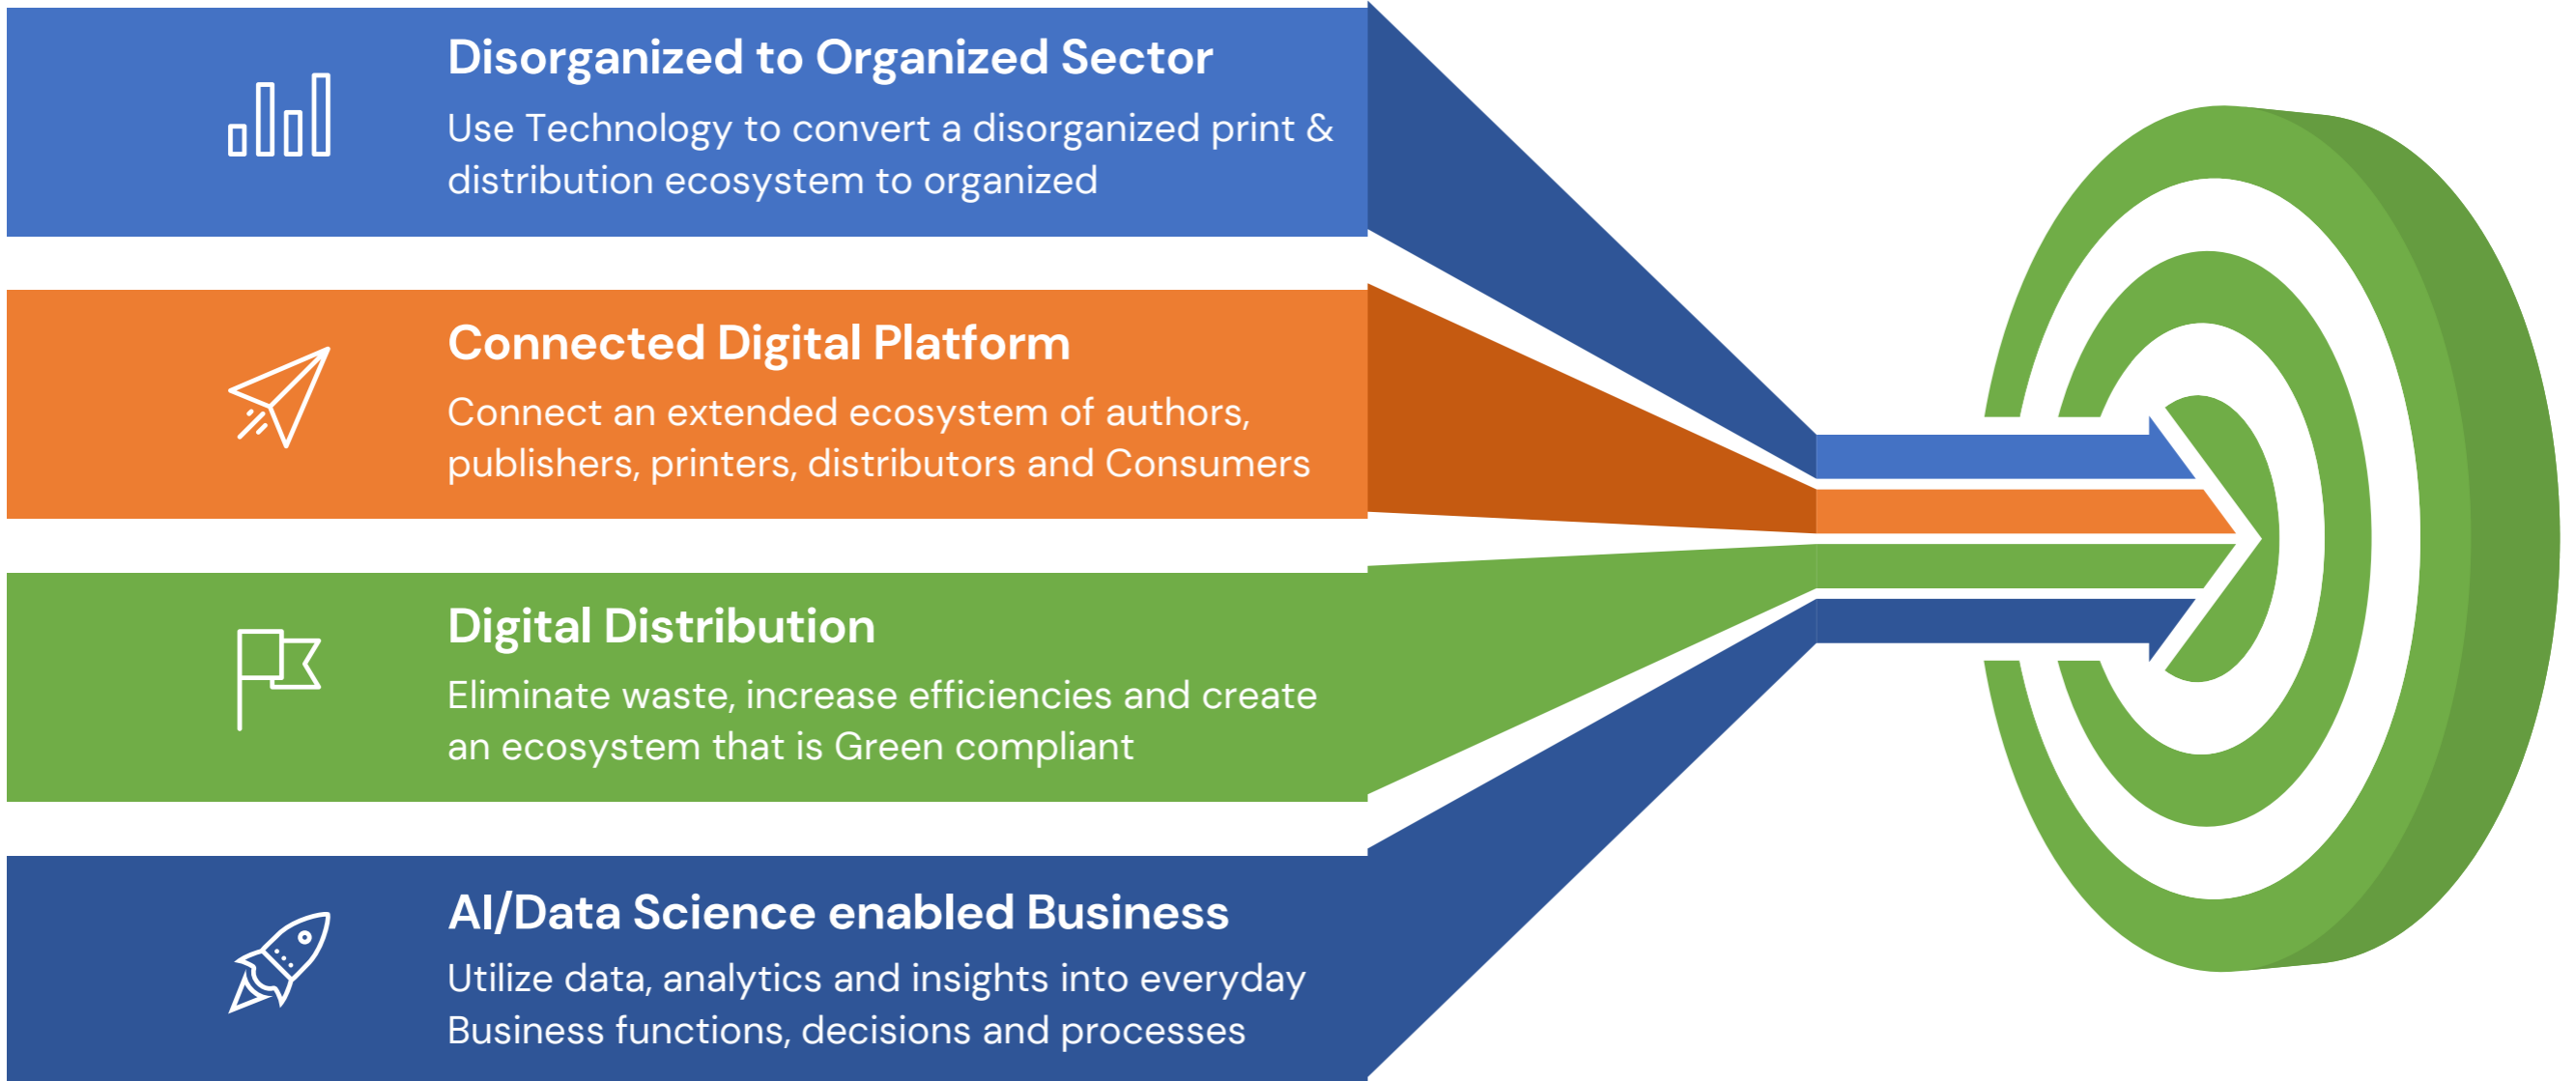 Disorganized to Organized Sector
Use Technology to convert a disorganized print &
distribution ecosystem to organized
Connected Digital Platform
Connect an extended ecosystem of authors,
publishers, printers, distributors and Consumers
Digital Distribution
Eliminate waste, increase efficiencies and create
an ecosystem that is Green compliant
AI/Data Science enabled Business
Utilize data, analytics and insights into everyday
Business functions, decisions and processes